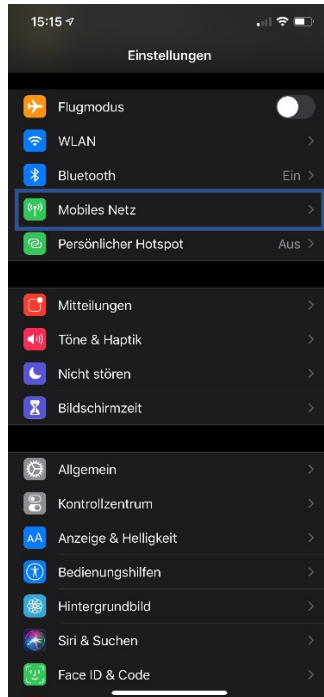 15:15
Einstellungen
Flugmodus
WLAN
Bluetooth Ein
Mobiles Netz
Persönlicher Hotspot Aus
Mitteilungen
Töne & Haptik
Nicht stören
Bildschirmzeit
Allgemein
Kontrollzentrum
AA Anzeige & Helligkeit
Bedienungshilfen
Hintergrundbild
Siri & Suchen
Face ID & Code